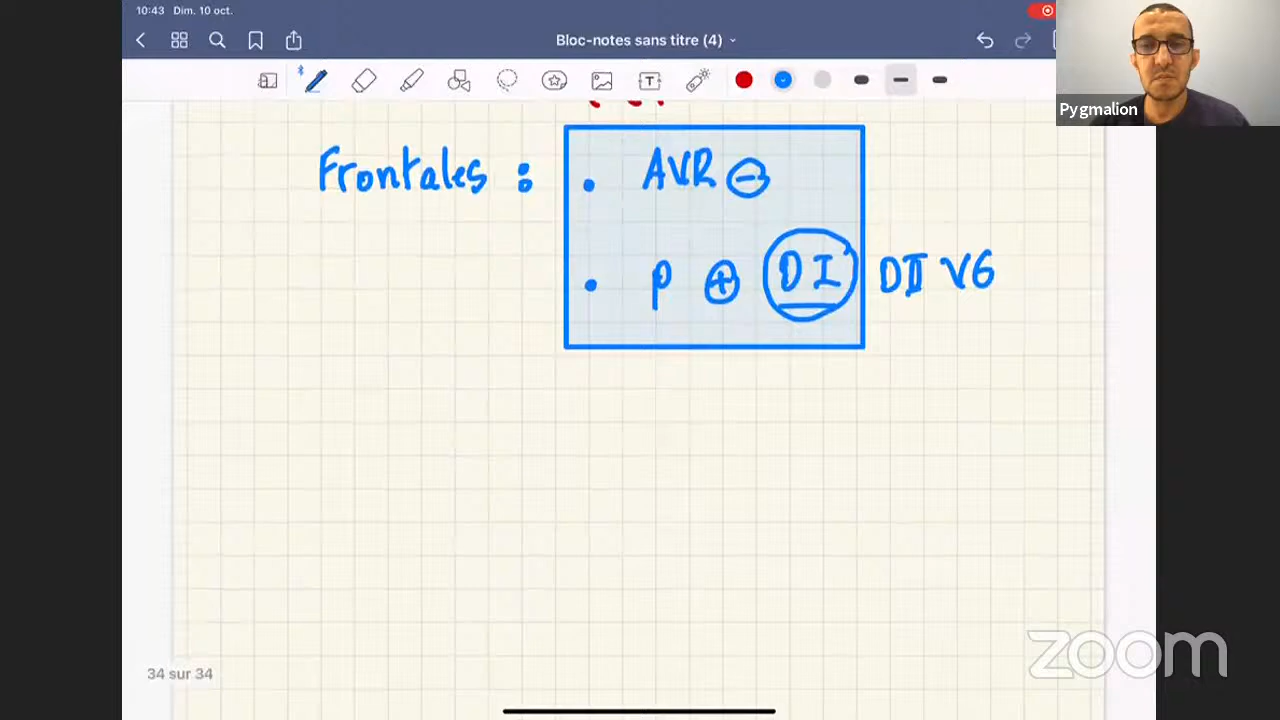 10:43 Dim. 10 oct.
Bloc-notes sans titre (4)
Pygmalion
Frontales : • AVR ⊖
• p ⊕ DI DII V6
34 sur 34
zoom